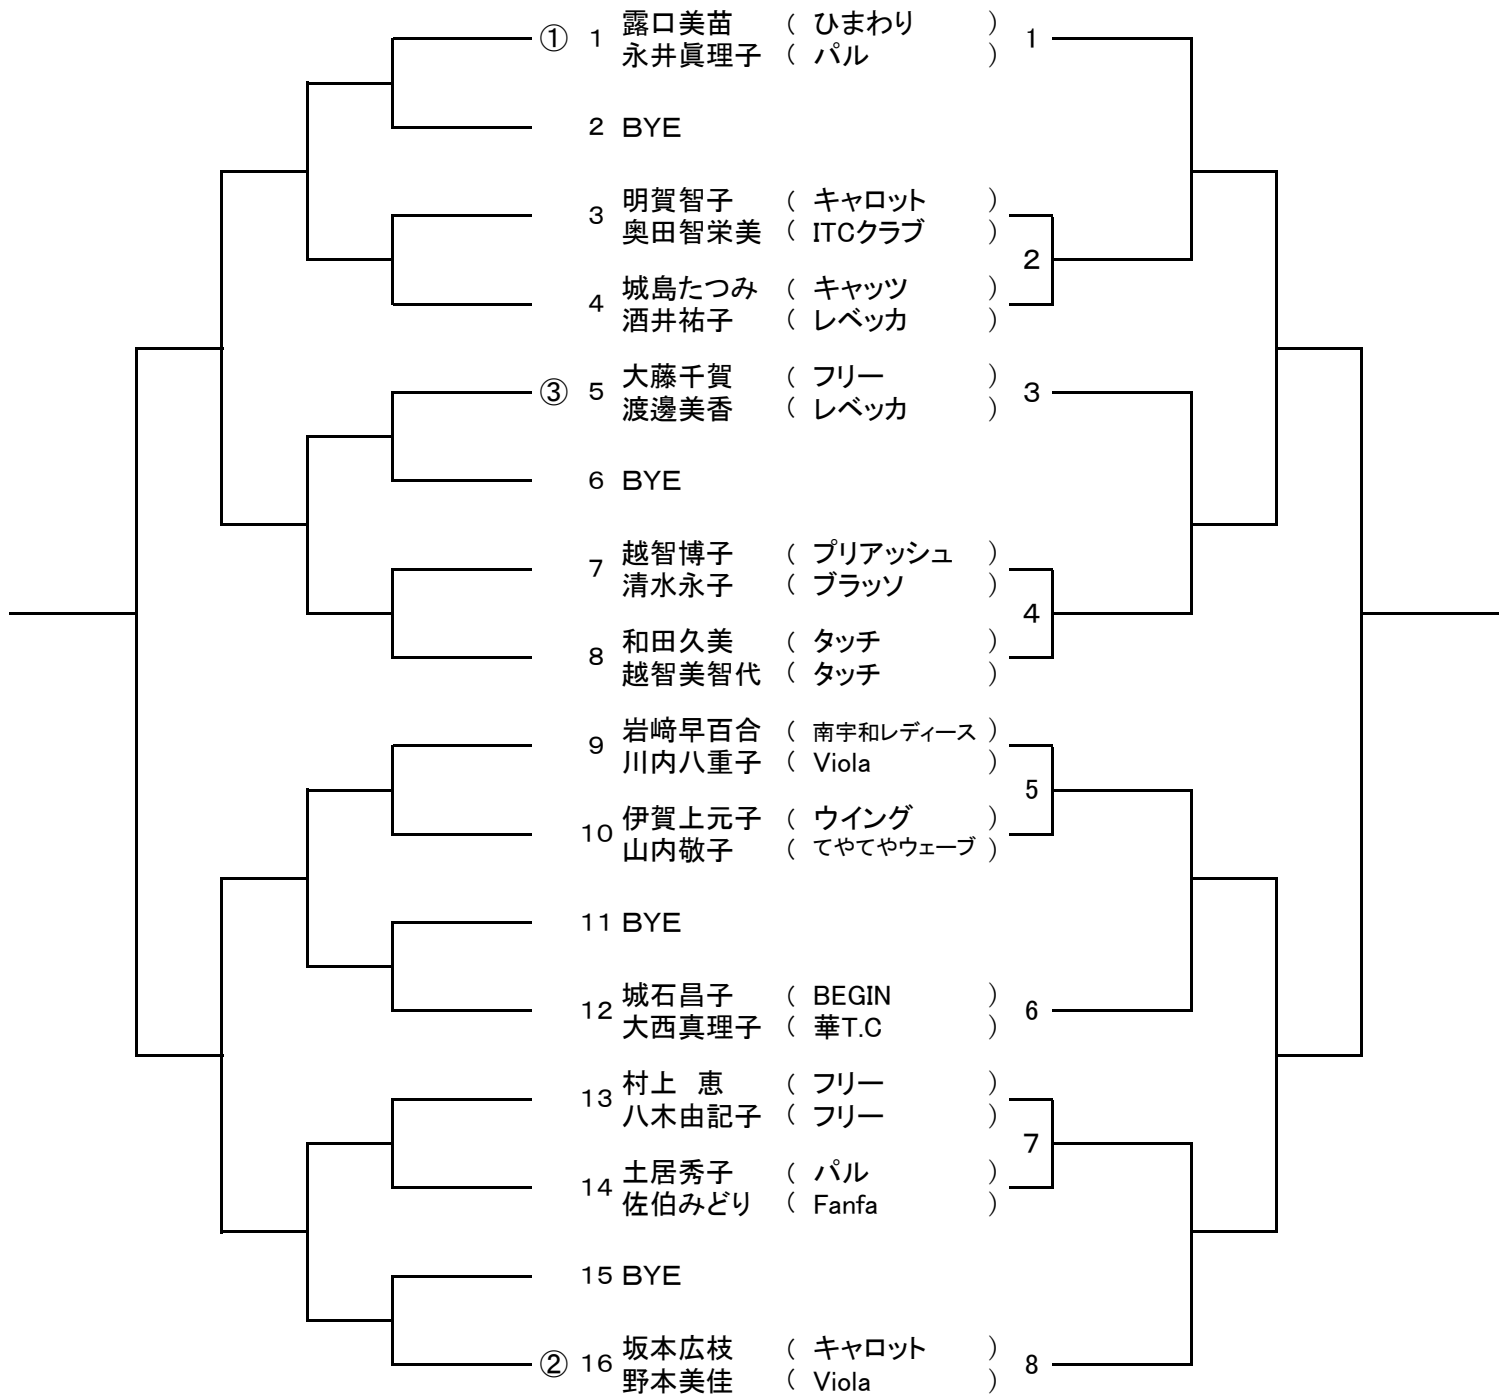 ① 1 露口美苗 ( ひまわり ) 1
永井眞理子 ( パル )
2 BYE
3 明賀智子 ( キャロット )
奥田智栄美 ( ITCクラブ )
2
4 城島たつみ ( キャッツ )
酒井祐子 ( レベッカ )
③ 5 大藤千賀 ( フリー ) 3
渡邊美香 ( レベッカ )
6 BYE
7 越智博子 ( プリアッシュ )
清水永子 ( ブラッソ )
4
8 和田久美 ( タッチ )
越智美智代 ( タッチ )
9 岩﨑早百合 ( 南宇和レディース )
川内八重子 ( Viola )
5
10 伊賀上元子 ( ウイング )
山内敬子 ( てやてやウェーブ )
11 BYE
12 城石昌子 ( BEGIN ) 6
大西真理子 ( 華T.C )
13 村上　恵 ( フリー )
八木由記子 ( フリー )
7
14 土居秀子 ( パル )
佐伯みどり ( Fanfa )
15 BYE
② 16 坂本広枝 ( キャロット ) 8
野本美佳 ( Viola )